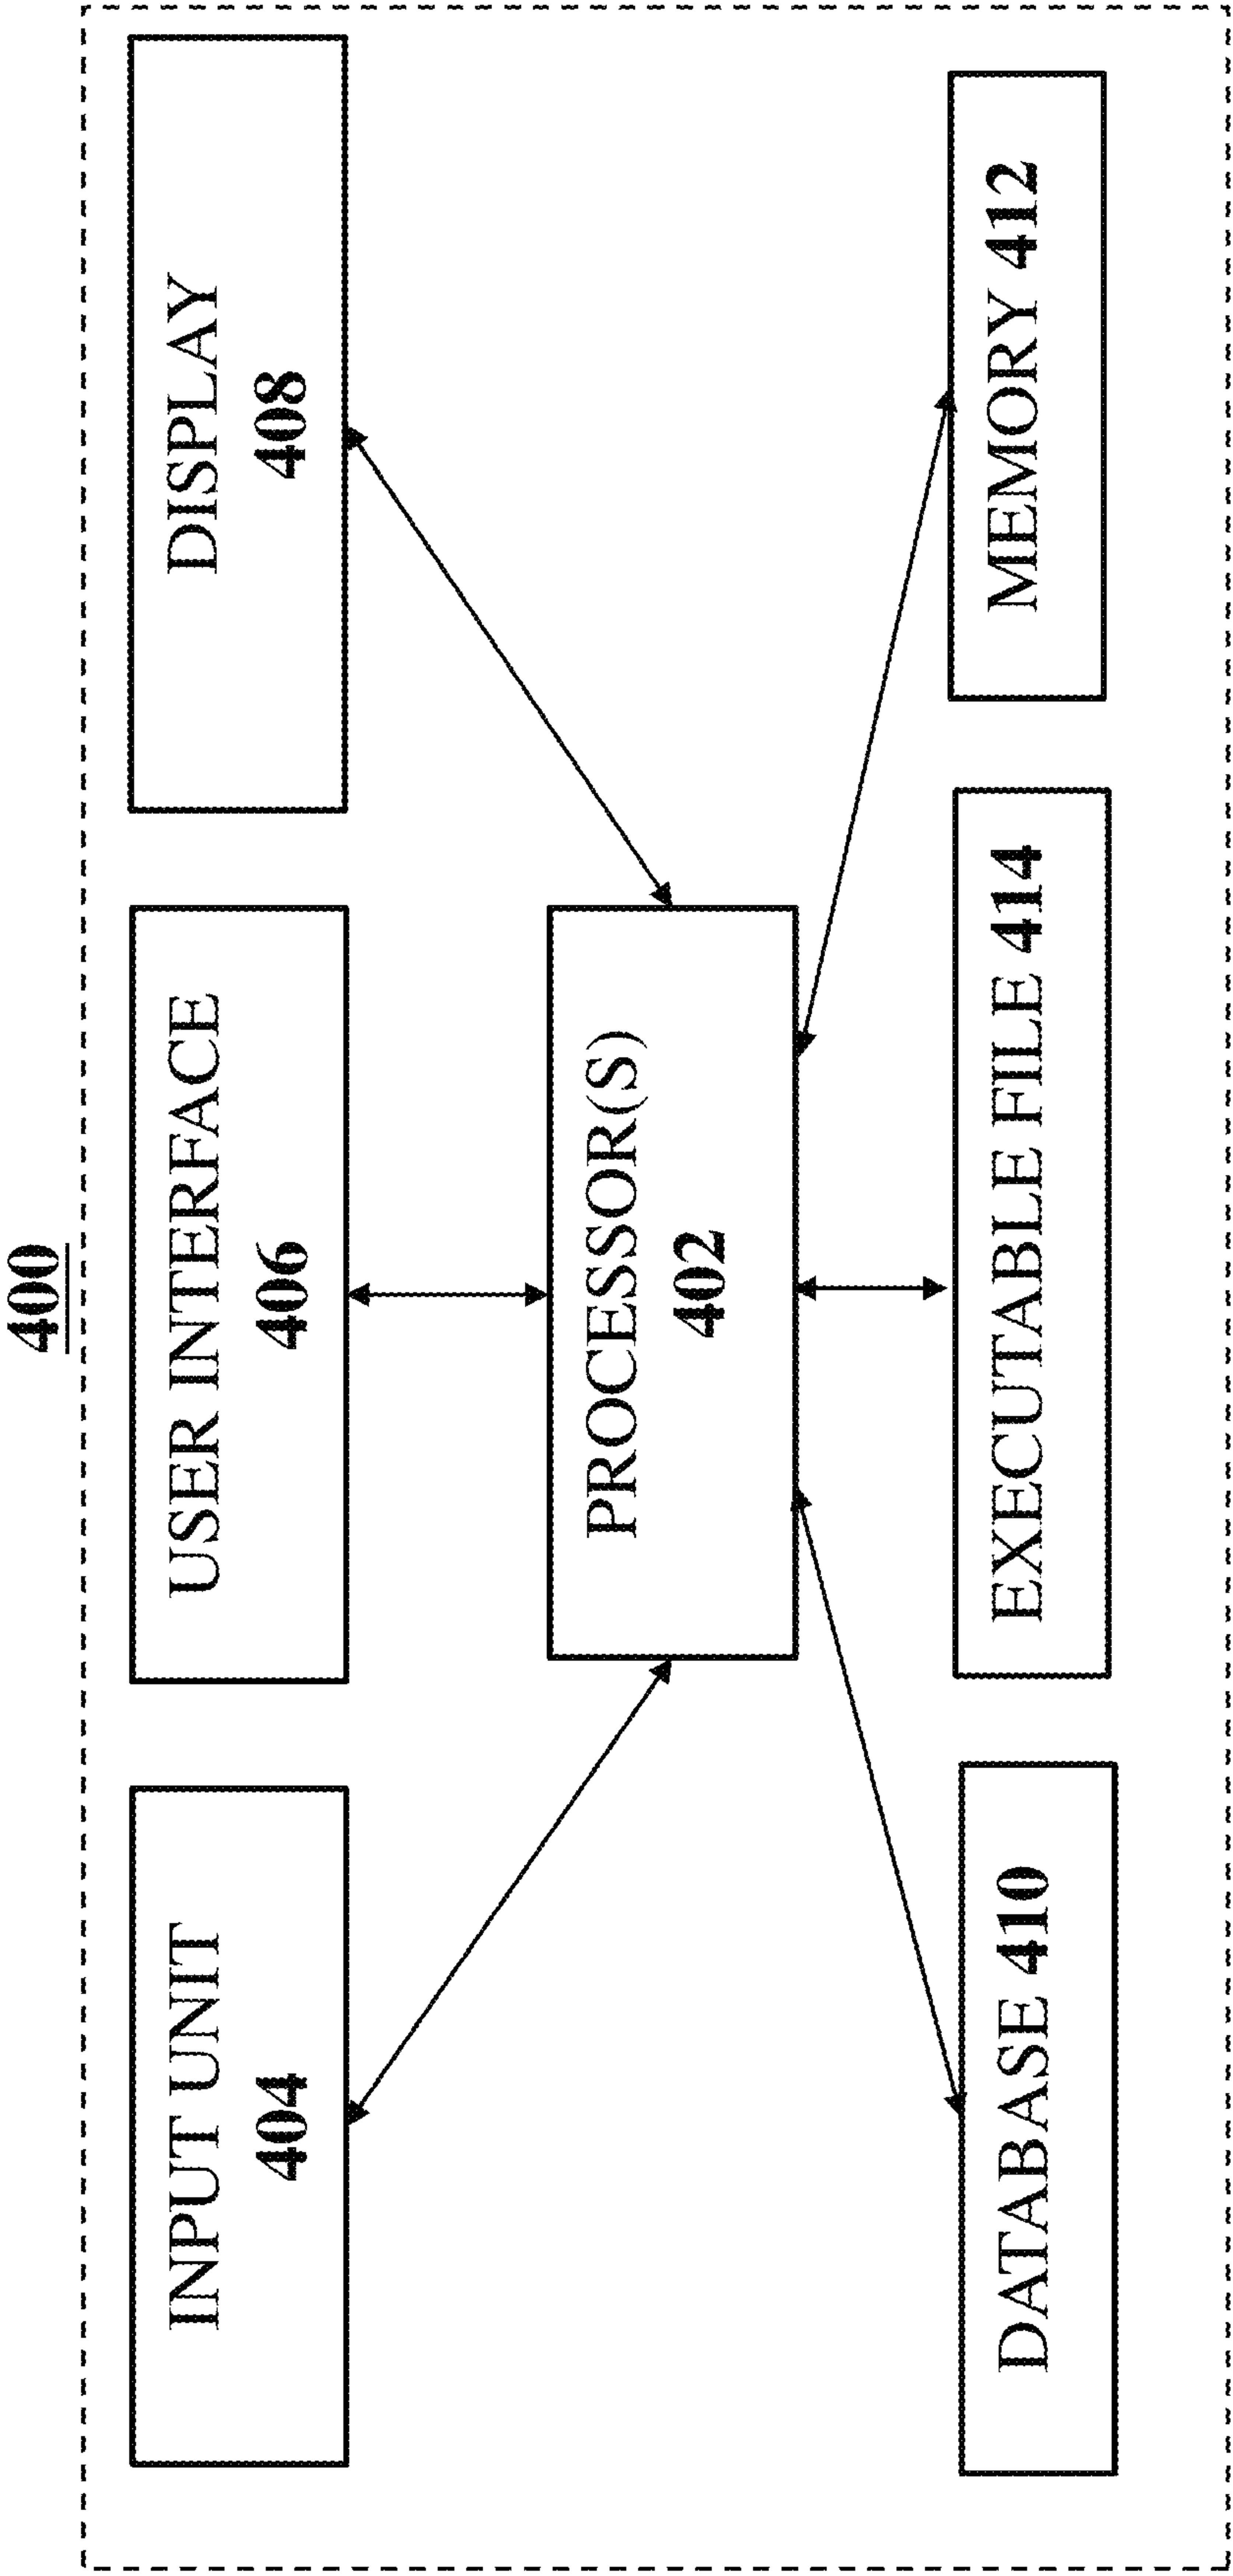 400
INPUT UNIT
404
USER INTERFACE
406
DISPLAY
408
PROCESSOR(S)
402
DATABASE 410
EXECUTABLE FILE 414
MEMORY 412